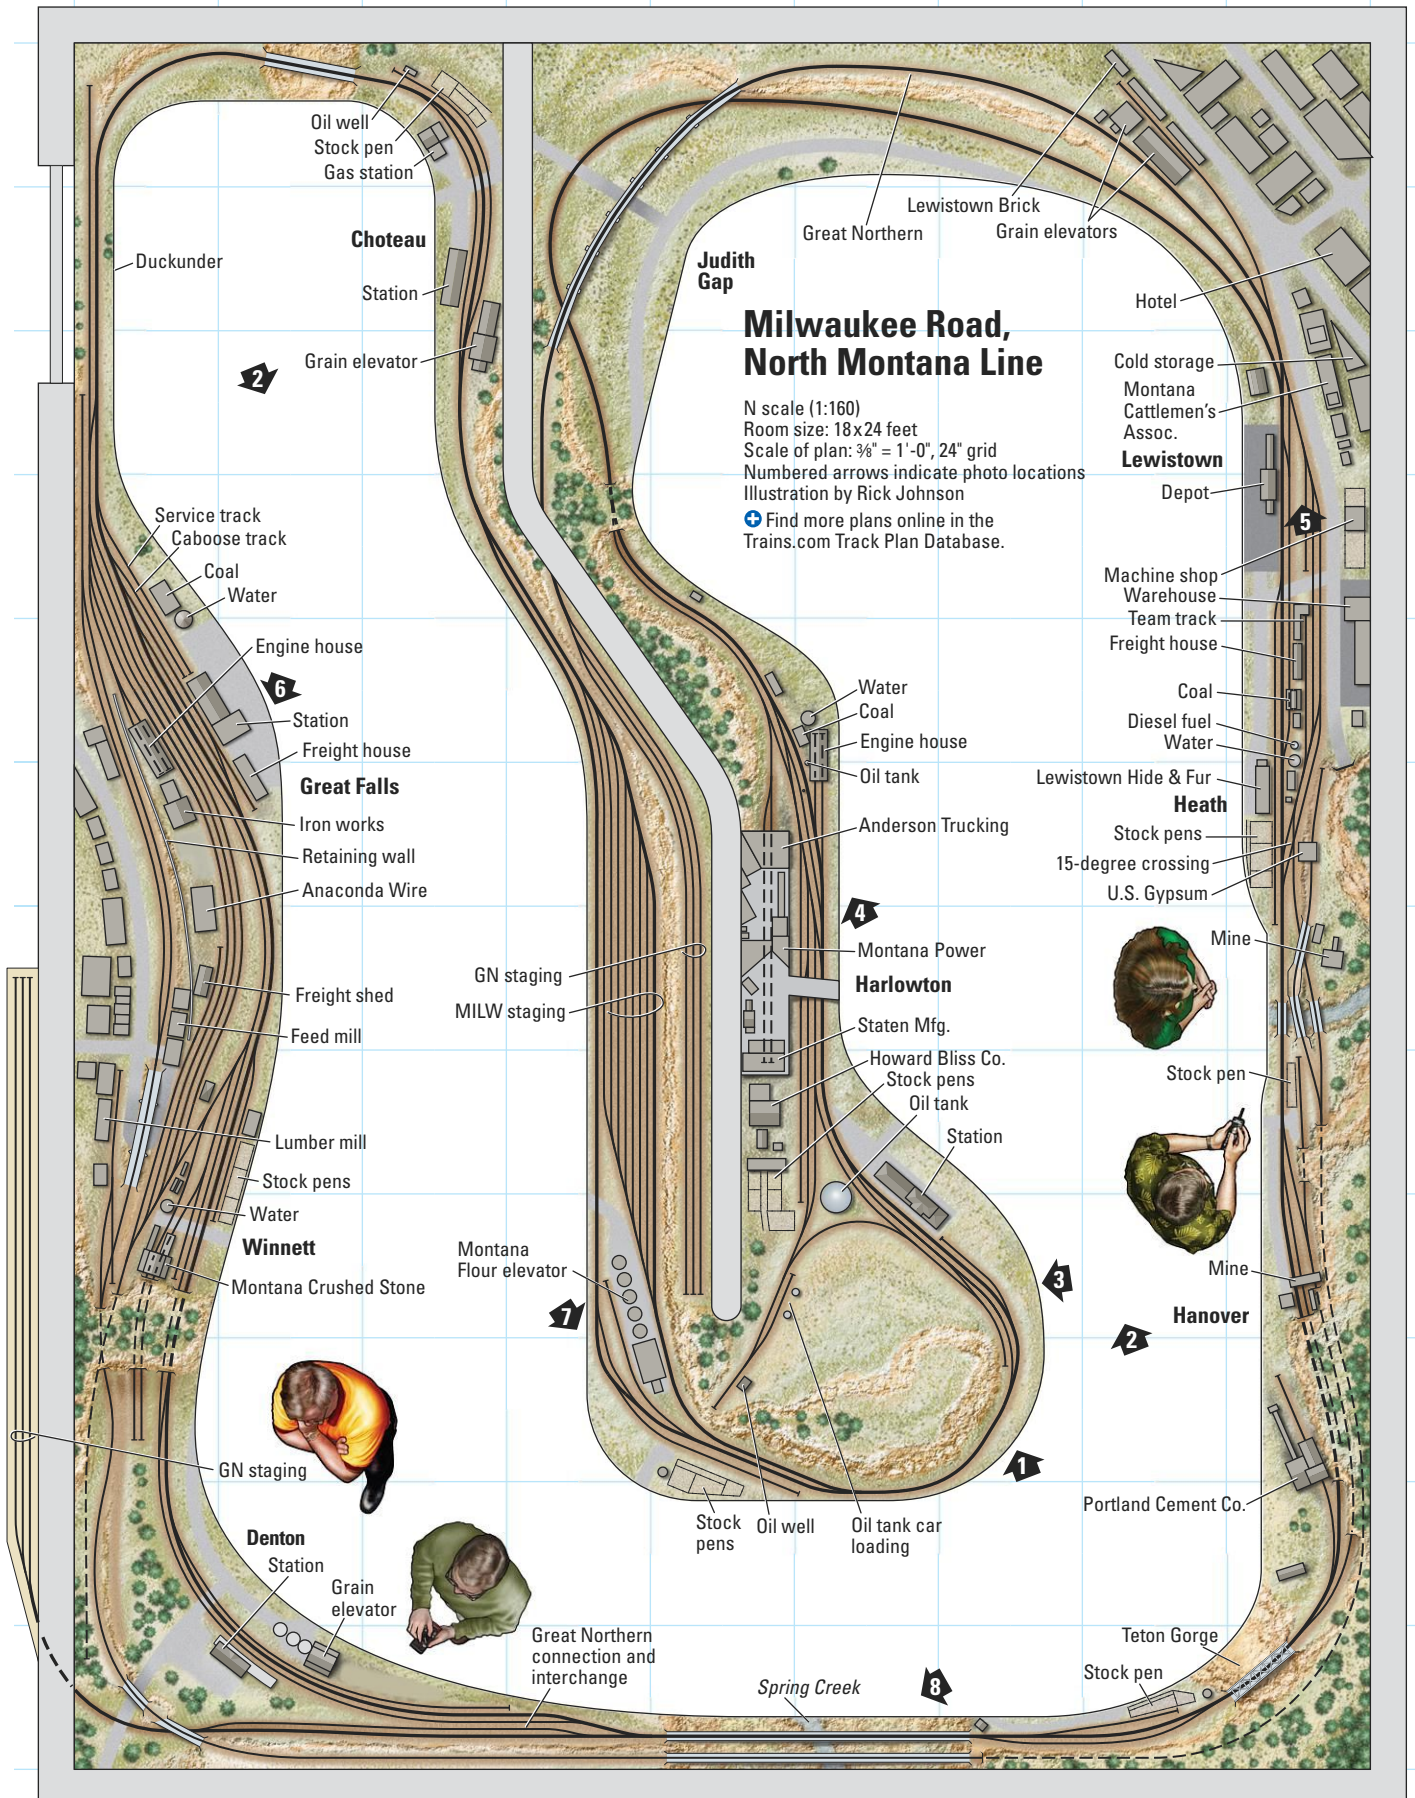 Oil well
Stock pen
Gas station
Choteau
Duckunder
Station
Grain elevator
2
Lewistown Brick
Great Northern
Grain elevators
Judith
Gap
Hotel
Milwaukee Road,
North Montana Line
N scale (1:160)
Room size: 18x24 feet
Scale of plan: ⅜" = 1'-0", 24" grid
Numbered arrows indicate photo locations
Illustration by Rick Johnson
Find more plans online in the
Trains.com Track Plan Database.
Cold storage
Montana
Cattlemen's
Assoc.
Lewistown
Depot
5
Machine shop
Warehouse
Team track
Freight house
Coal
Diesel fuel
Water
Lewistown Hide & Fur
Heath
Stock pens
15-degree crossing
U.S. Gypsum
Mine
Service track
Caboose track
Coal
Water
Engine house
6
Station
Freight house
Great Falls
Iron works
Retaining wall
Anaconda Wire
Freight shed
Feed mill
Lumber mill
Stock pens
Water
Winnett
Montana Crushed Stone
Water
Coal
Engine house
Oil tank
Anderson Trucking
4
Montana Power
Harlowton
Staten Mfg.
Howard Bliss Co.
Stock pens
Oil tank
Station
GN staging
MILW staging
Montana
Flour elevator
7
3
2
1
Stock pen
Mine
Hanover
Portland Cement Co.
GN staging
Stock
pens
Oil well
Oil tank car
loading
Denton
Station
Grain
elevator
Great Northern
connection and
interchange
Spring Creek
8
Teton Gorge
Stock pen